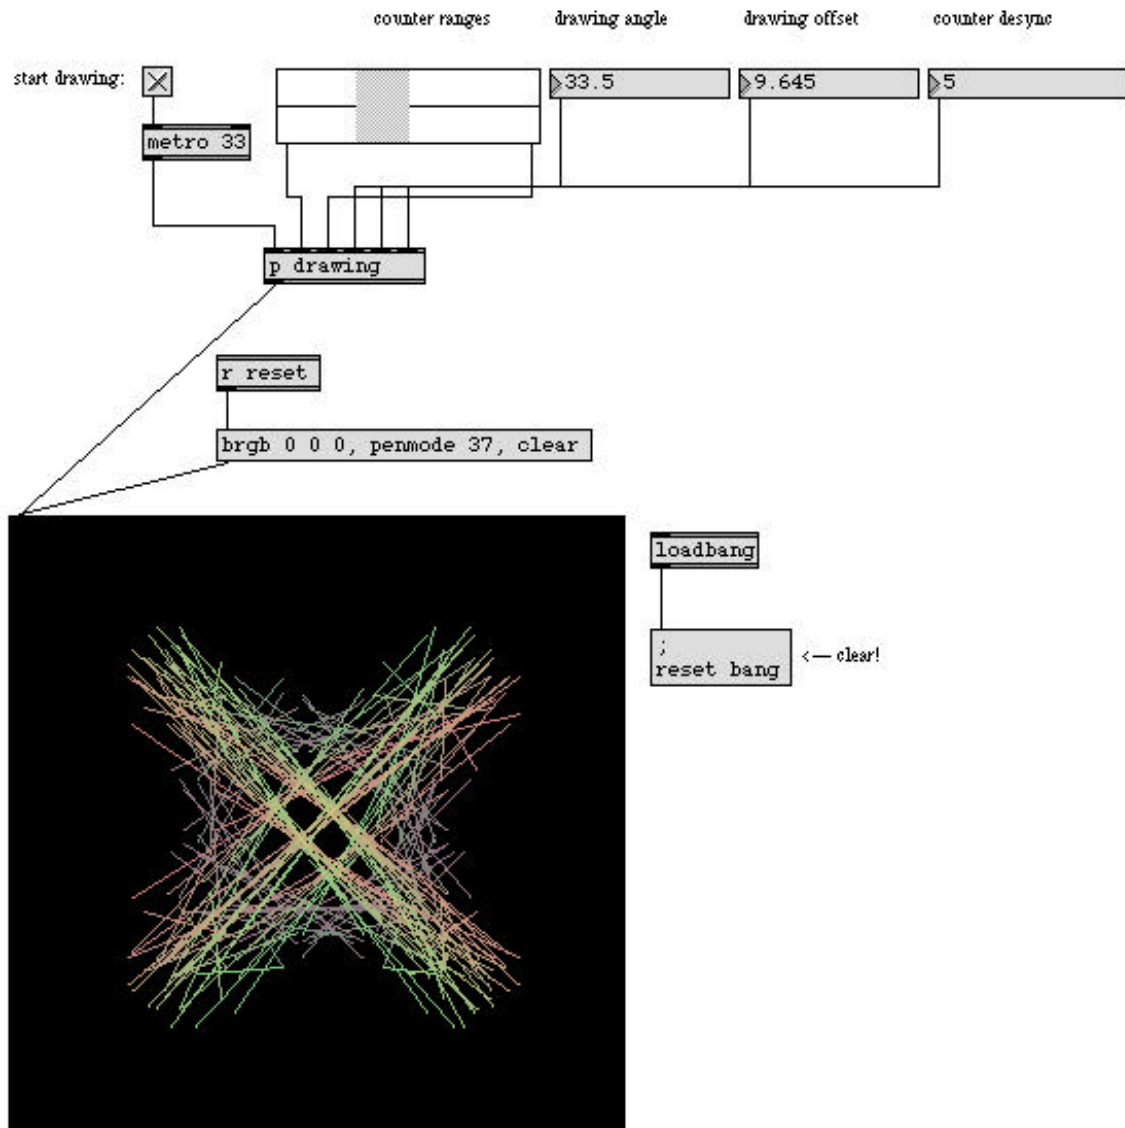 counter ranges
drawing angle
drawing offset
counter desync
start drawing:
33.5
9.645
5
metro 33
p drawing
r reset
brgb 0 0 0, penmode 37, clear
loadbang
;
reset bang
<— clear!